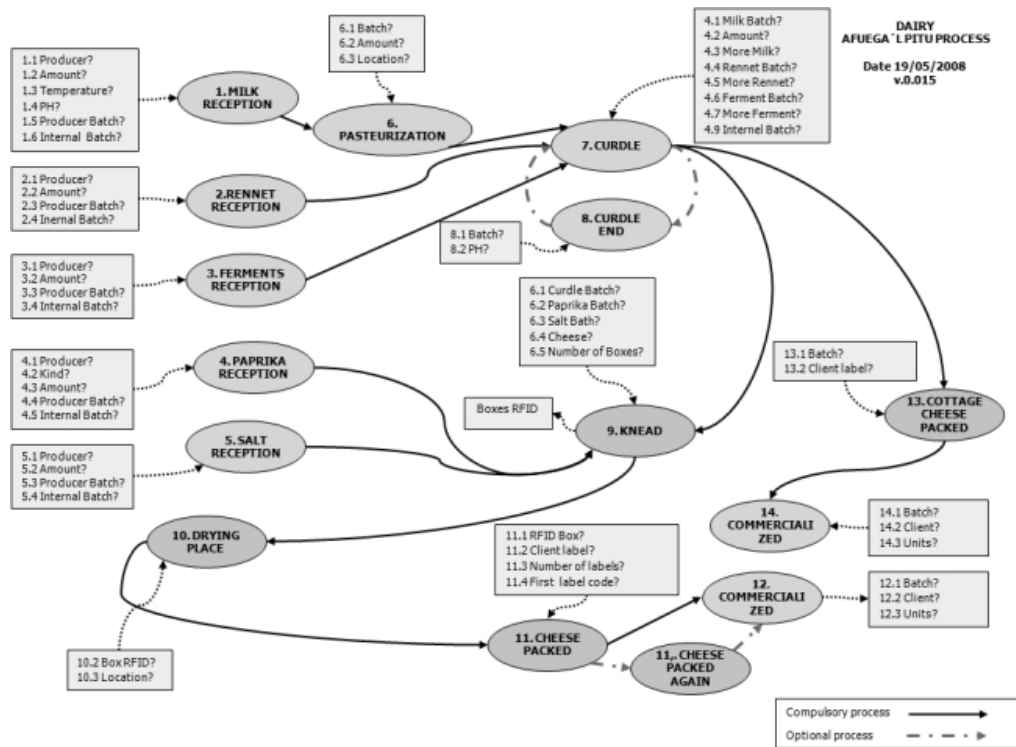 DAIRY
AFUEGA´L PITU PROCESS
Date 19/05/2008
v.0.015
1.1 Producer?
1.2 Amount?
1.3 Temperature?
1.4 PH?
1.5 Producer Batch?
1.6 Internal Batch?
1. MILK
RECEPTION
6.1 Batch?
6.2 Amount?
6.3 Location?
6.
PASTEURIZATION
4.1 Milk Batch?
4.2 Amount?
4.3 More Milk?
4.4 Rennet Batch?
4.5 More Rennet?
4.6 Ferment Batch?
4.7 More Ferment?
4.9 Internel Batch?
7. CURDLE
2.1 Producer?
2.2 Amount?
2.3 Producer Batch?
2.4 Inernal Batch?
2.RENNET
RECEPTION
8. CURDLE
END
8.1 Batch?
8.2 PH?
3.1 Producer?
3.2 Amount?
3.3 Producer Batch?
3.4 Internal Batch?
3. FERMENTS
RECEPTION
6.1 Curdle Batch?
6.2 Paprika Batch?
6.3 Salt Bath?
6.4 Cheese?
6.5 Number of Boxes?
4.1 Producer?
4.2 Kind?
4.3 Amount?
4.4 Producer Batch?
4.5 Internal Batch?
4. PAPRIKA
RECEPTION
13.1 Batch?
13.2 Client label?
Boxes RFID
9. KNEAD
13. COTTAGE
CHEESE
PACKED
5.1 Producer?
5.2 Amount?
5.3 Producer Batch?
5.4 Internal Batch?
5. SALT
RECEPTION
14.
COMMERCIALI
ZED
14.1 Batch?
14.2 Client?
14.3 Units?
10. DRYING
PLACE
11.1 RFID Box?
11.2 Client label?
11.3 Number of labels?
11.4 First label code?
12.
COMMERCIALI
ZED
12.1 Batch?
12.2 Client?
12.3 Units?
11. CHEESE
PACKED
11,. CHEESE
PACKED
AGAIN
10.2 Box RFID?
10.3 Location?
Compulsory process
Optional process